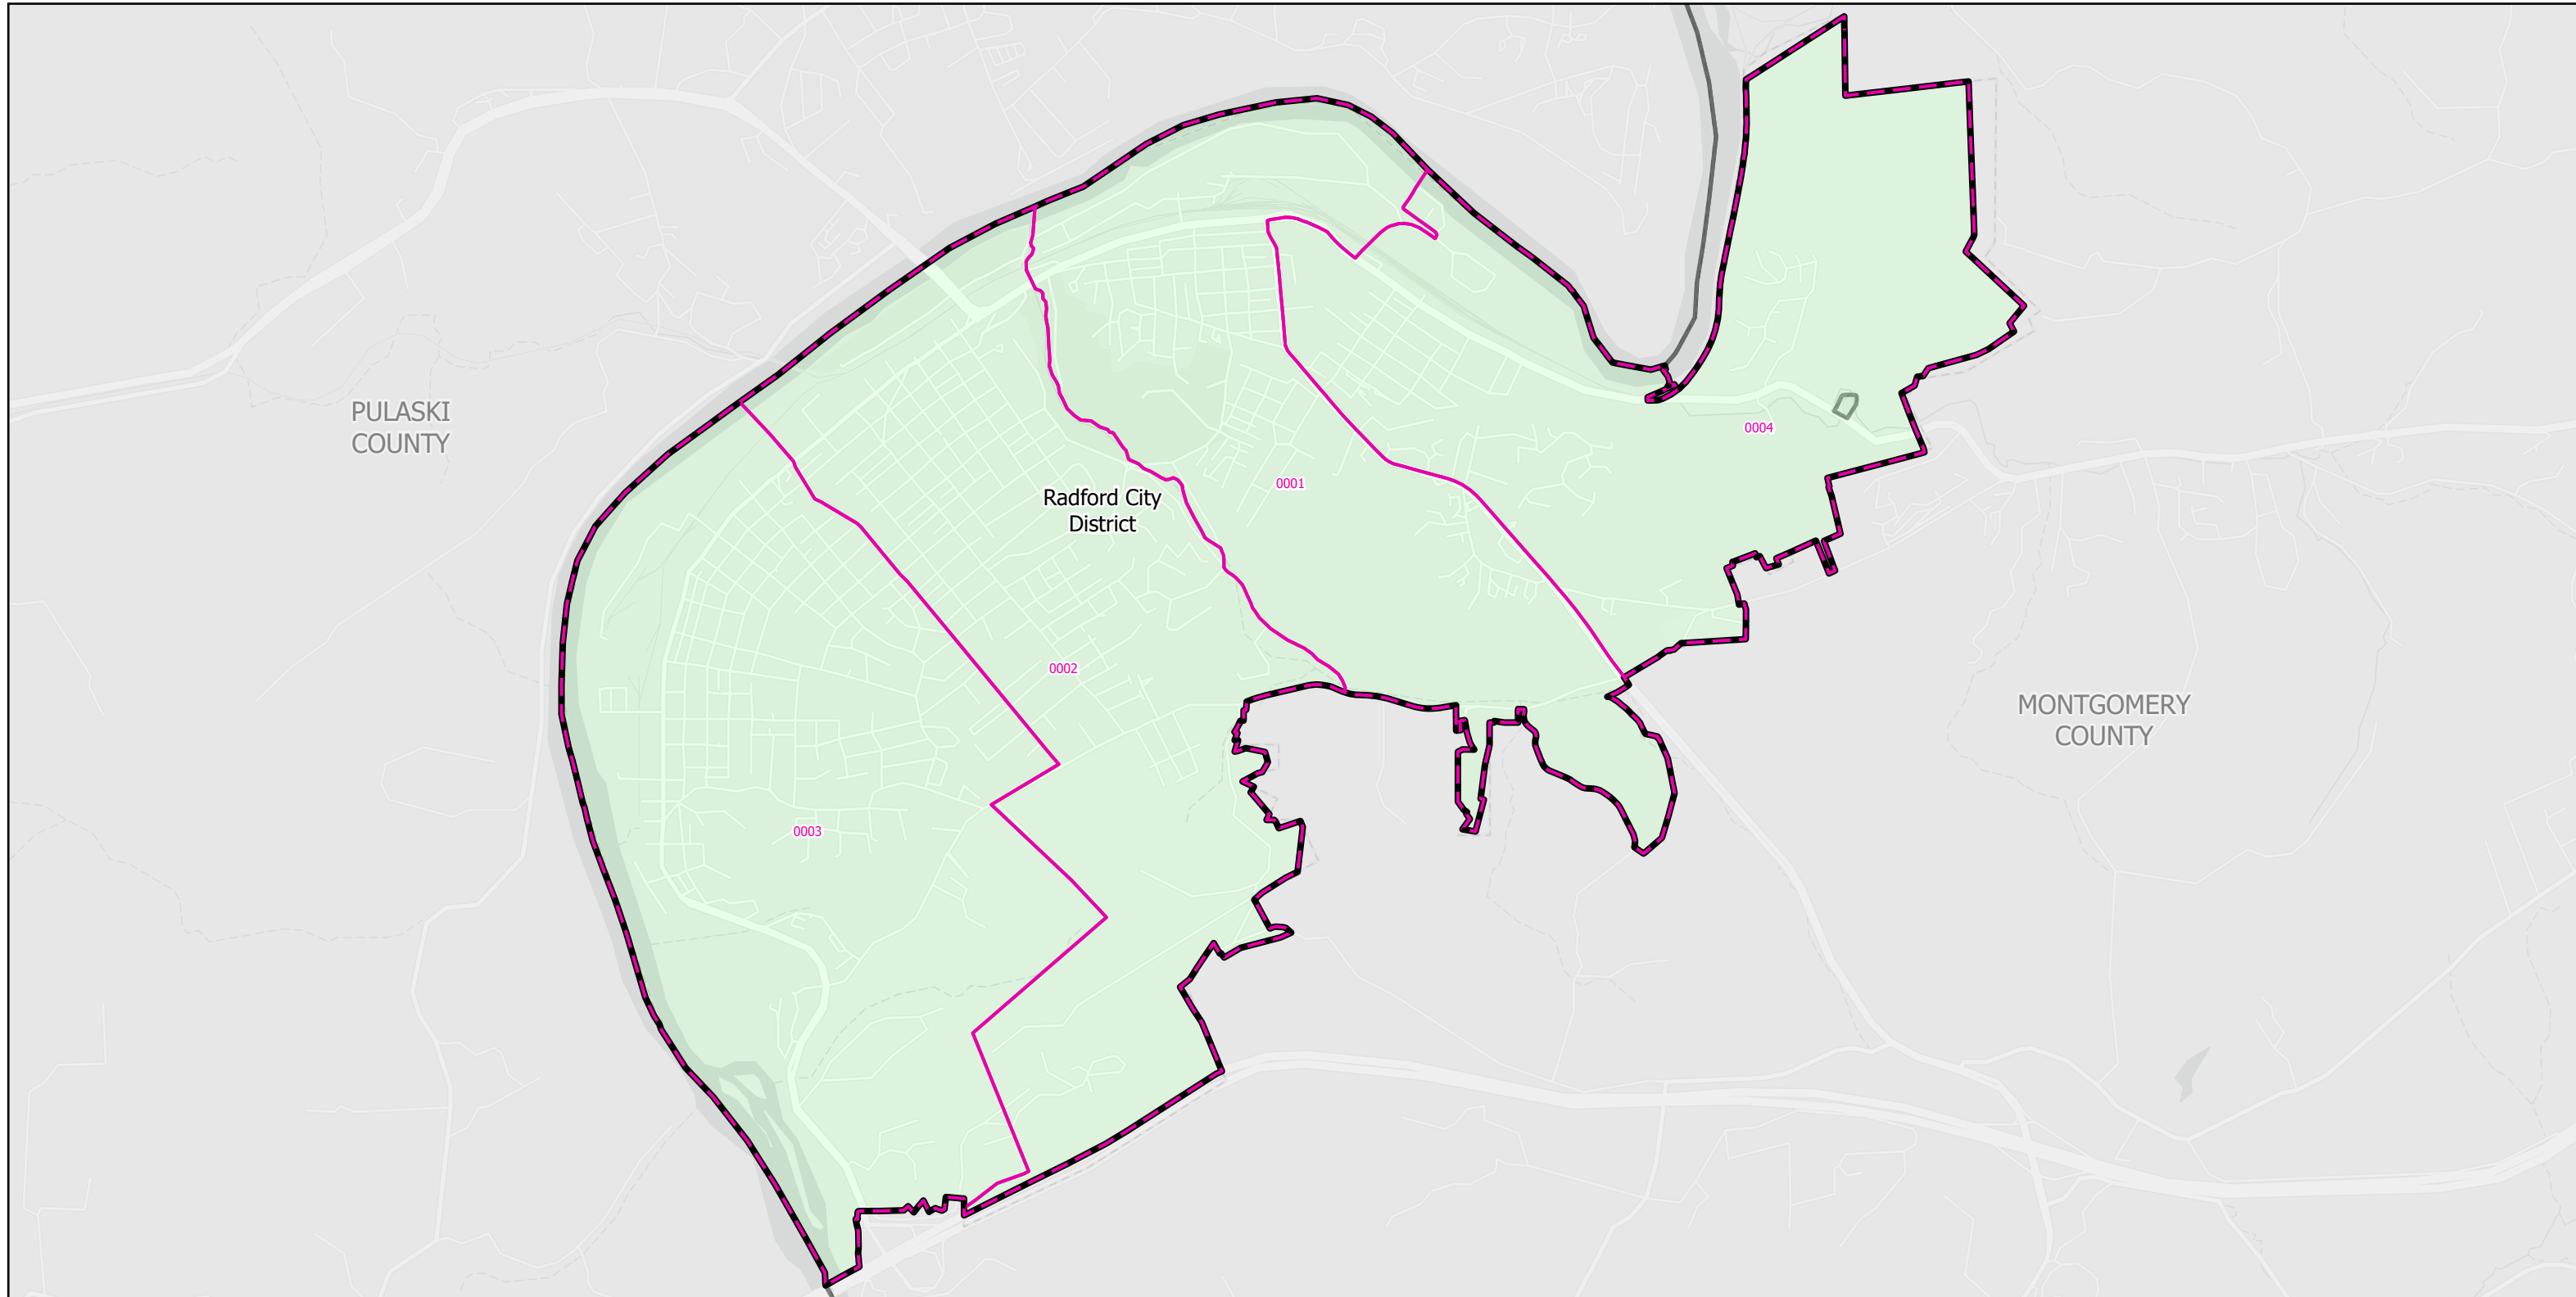 PULASKI
COUNTY
0004
0001
Radford City
District
0002
MONTGOMERY
COUNTY
0003